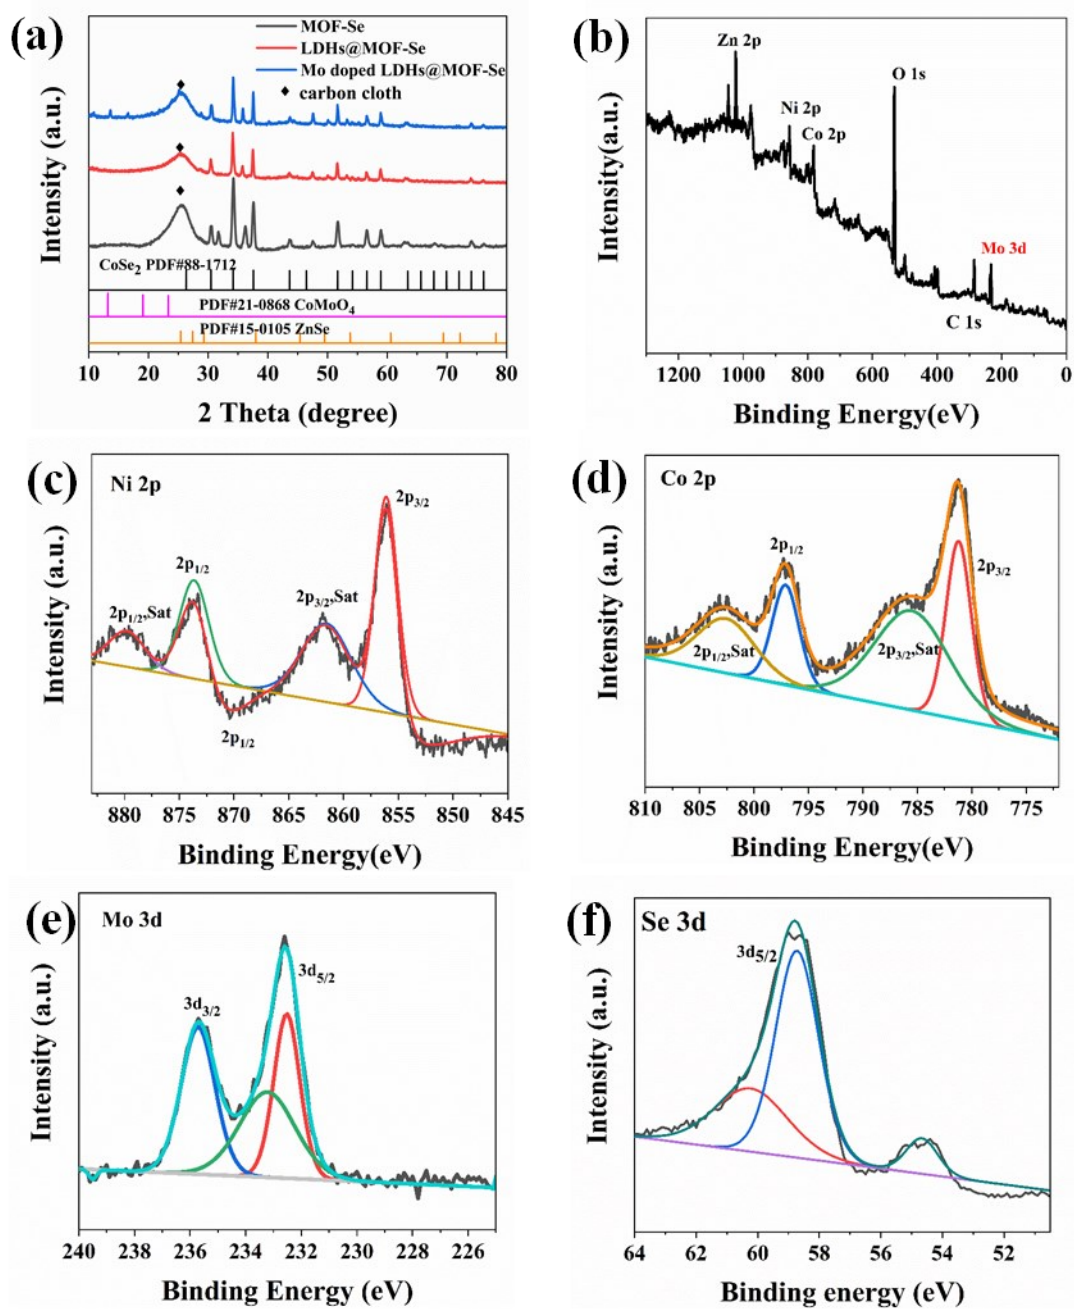 (a)
MOF-Se
LDHs@MOF-Se
Mo doped LDHs@MOF-Se
carbon cloth
CoSe2 PDF#88-1712
PDF#21-0868 CoMoO4
PDF#15-0105 ZnSe
10 20 30 40 50 60 70 80
2 Theta (degree)
Intensity (a.u.)
(b)
Zn 2p
O 1s
Ni 2p
Co 2p
Mo 3d
C 1s
1200 1000 800 600 400 200 0
Binding Energy(eV)
Intensity(a.u.)
(c)
Ni 2p
2p3/2
2p1/2
2p3/2,Sat
2p1/2,Sat
2p1/2
880 875 870 865 860 855 850 845
Binding Energy(eV)
Intensity (a.u.)
(d)
Co 2p
2p1/2
2p3/2
2p1/2,Sat
2p3/2,Sat
810 805 800 795 790 785 780 775
Binding Energy(eV)
Intensity (a.u.)
(e)
Mo 3d
3d5/2
3d3/2
240 238 236 234 232 230 228 226
Binding Energy (eV)
Intensity (a.u.)
(f)
Se 3d
3d5/2
64 62 60 58 56 54 52
Binding energy (eV)
Intensity (a.u.)